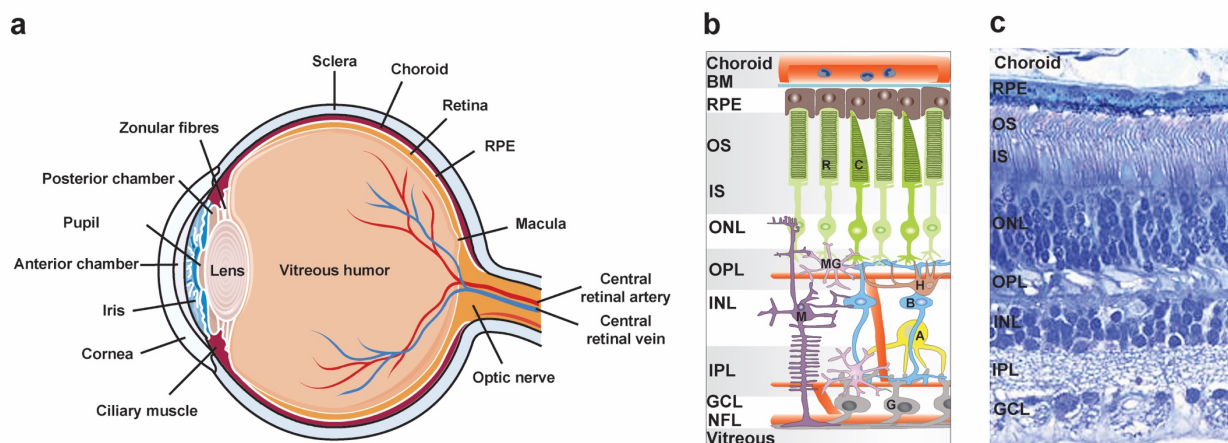 a
Sclera
Choroid
Retina
RPE
Zonular fibres
Posterior chamber
Pupil
Anterior chamber
Iris
Cornea
Ciliary muscle
Lens
Vitreous humor
Macula
Central
retinal artery
Central
retinal vein
Optic nerve
b
Choroid
BM
RPE
OS
R C
IS
ONL
OPL
MG
H
INL
B
M
A
IPL
GCL
G
NFL
Vitreous
c
Choroid
RPE
OS
IS
ONL
OPL
INL
IPL
GCL